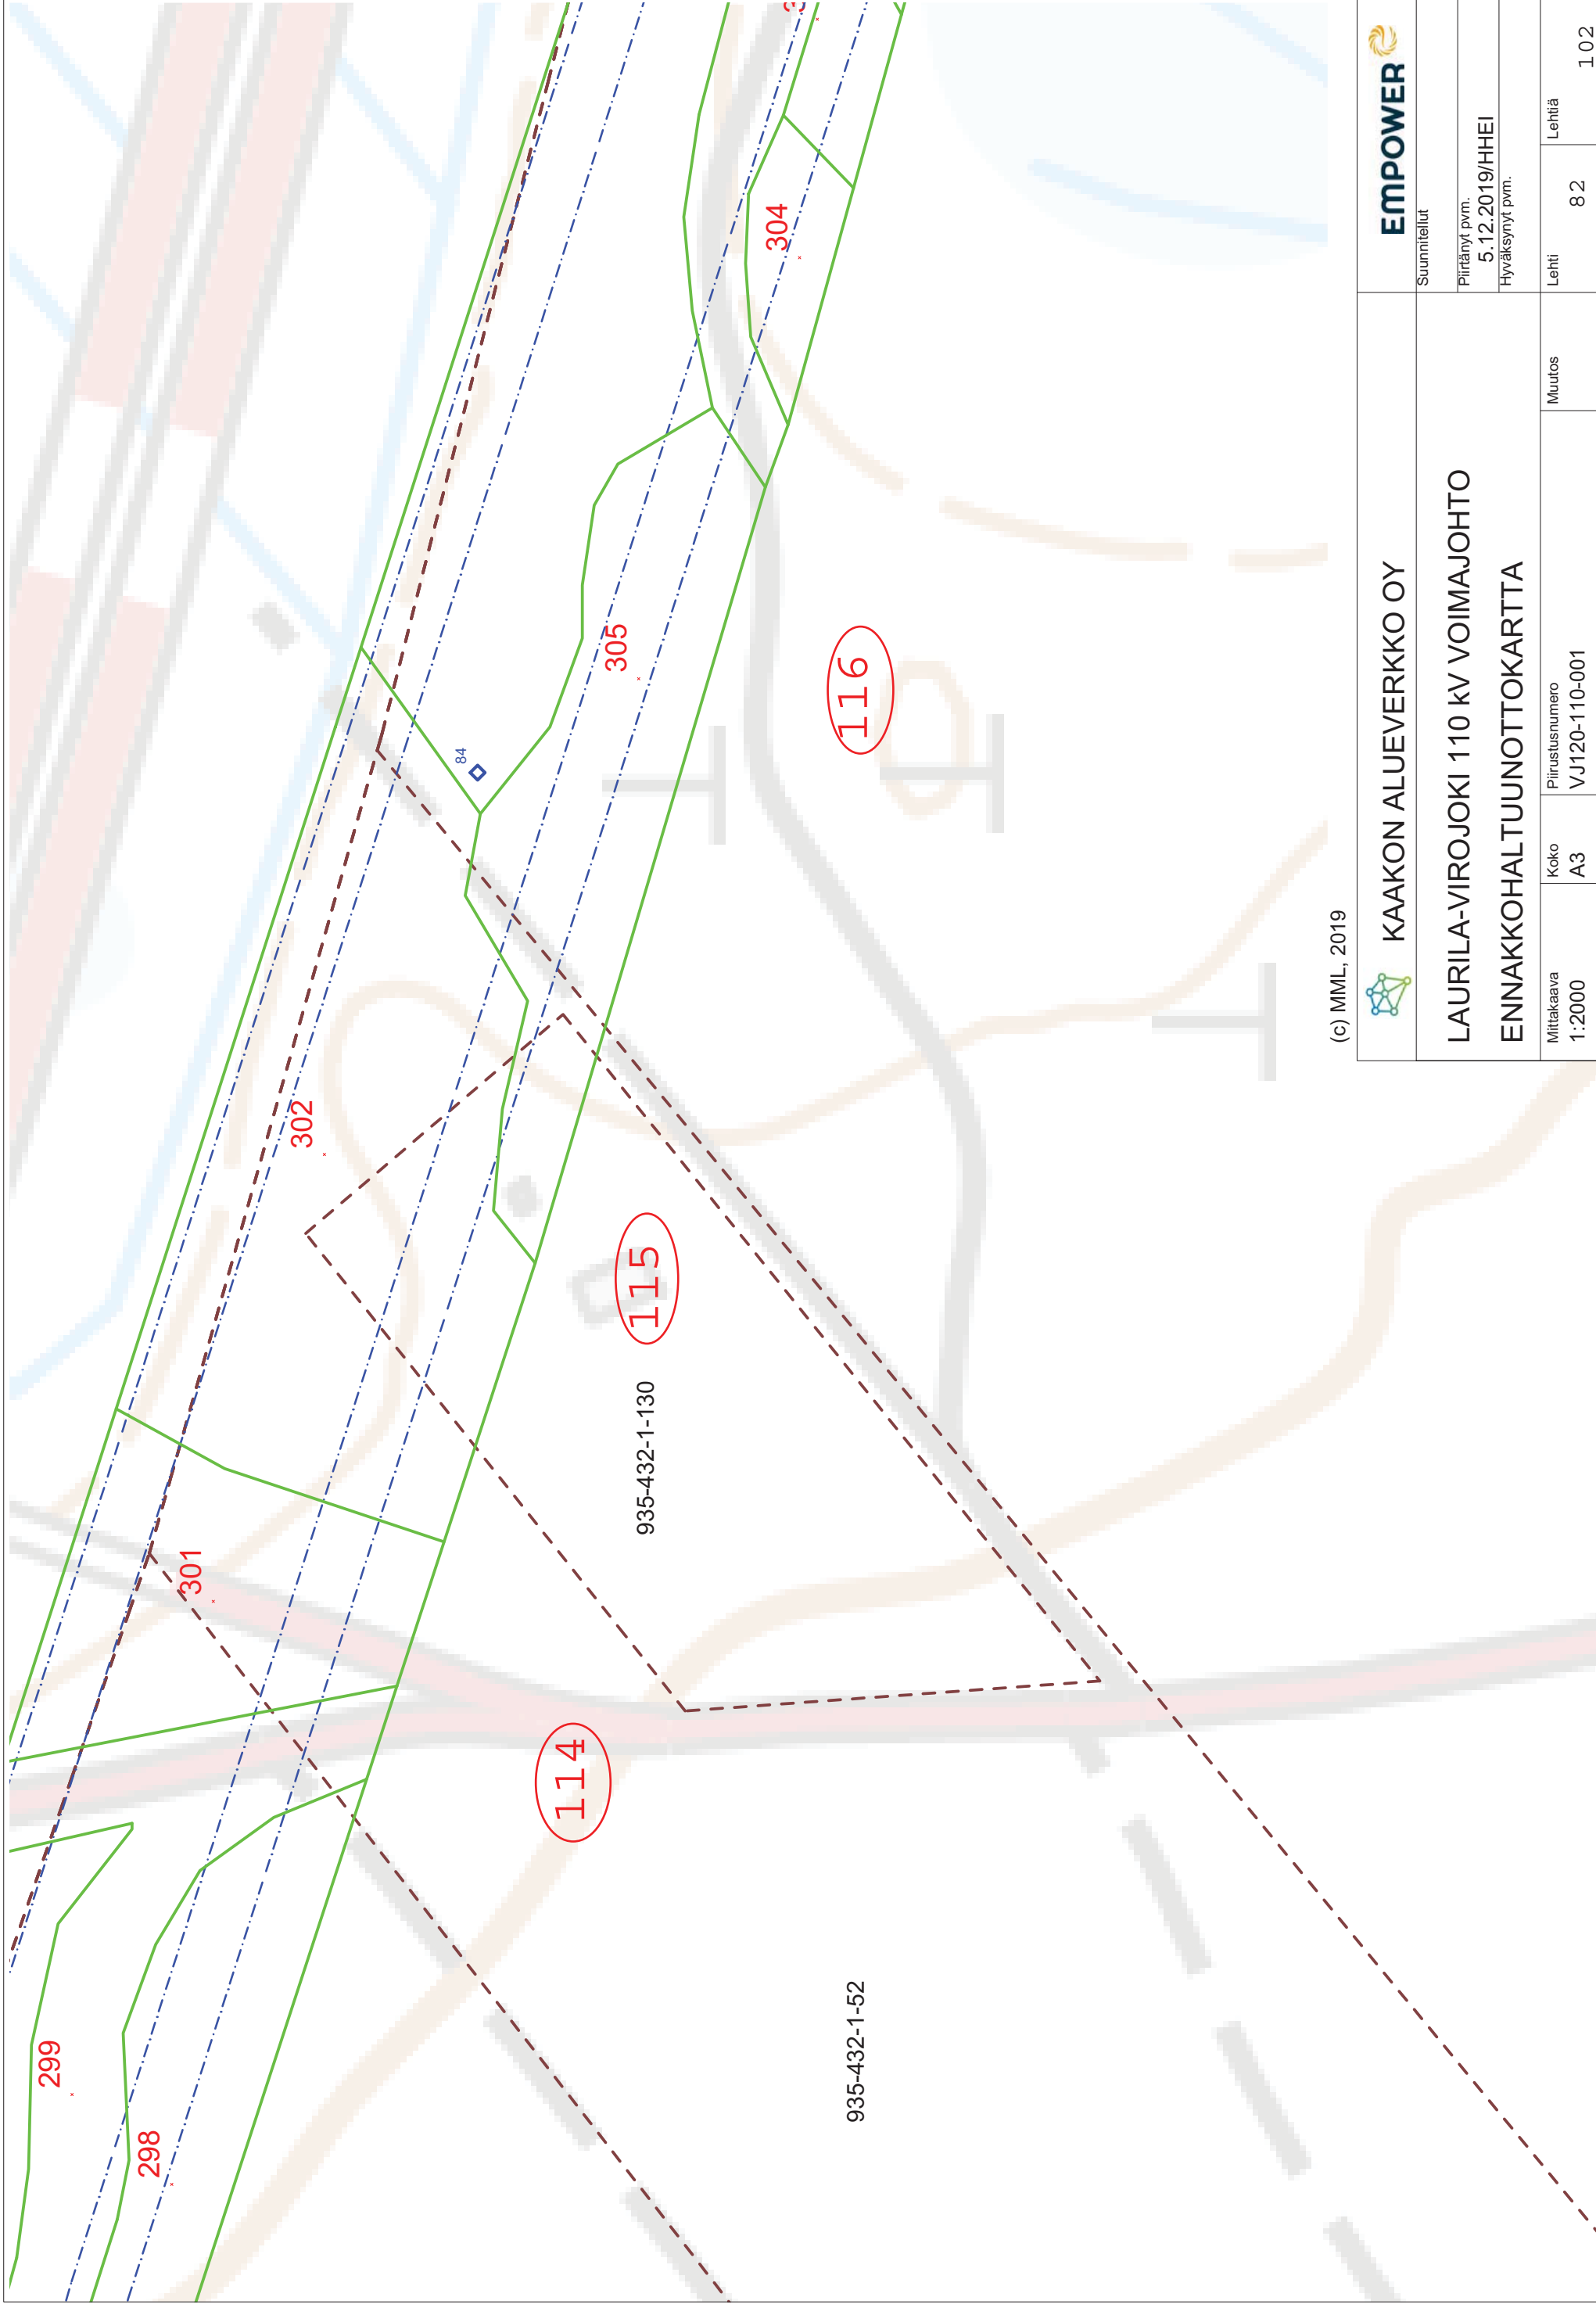 299
298
301
302
84
305
304
114
115
116
935-432-1-130
935-432-1-52
(c) MML, 2019
KAAKON ALUEVERKKO OY
EMPOWER
Suunnitellut
LAURILA-VIROJOKI 110 kV VOIMAJOHTO
ENNAKKOHALTUUNOTTOKARTTA
Piirtänyt pvm.
5.12.2019/HHEI
Hyväksynyt pvm.
Mittakaava
1:2000
Koko
A3
Piirustusnumero
VJ120-110-001
Muutos
Lehti
82
Lehtiä
102